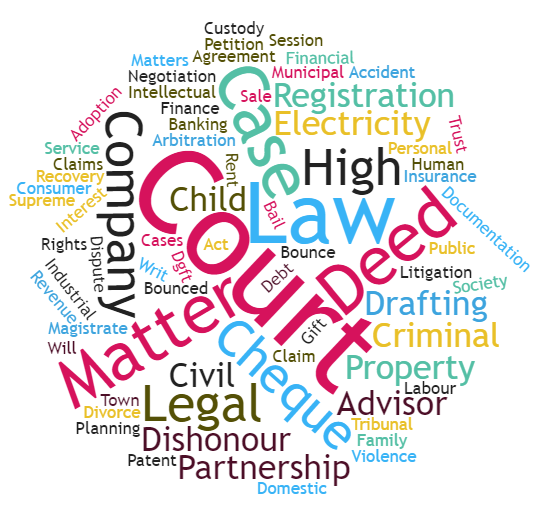 Custody
Petition
Session
Matters
Agreement
Financial
Negotiation
Municipal
Accident
Adoption
Intellectual
Case
Sale
Registration
Finance
Banking
Electricity
Trust
Arbitration
Company
Service
Claims
Rent
High
Personal
Human
Insurance
Recovery
Consumer
Supreme
Interest
Child
Court
Law
Bail
Deed
Documentation
Rights
Dispute
Cases
Act
Bounce
Public
Industrial
Writ
Dgft
Debt
Litigation
Revenue
Bounced
Society
Matter
Drafting
Magistrate
Cheque
Gift
Criminal
Will
Claim
Civil
Property
Labour
Town
Legal
Advisor
Divorce
Planning
Tribunal
Dishonour
Family
Patent
Partnership
Violence
Domestic